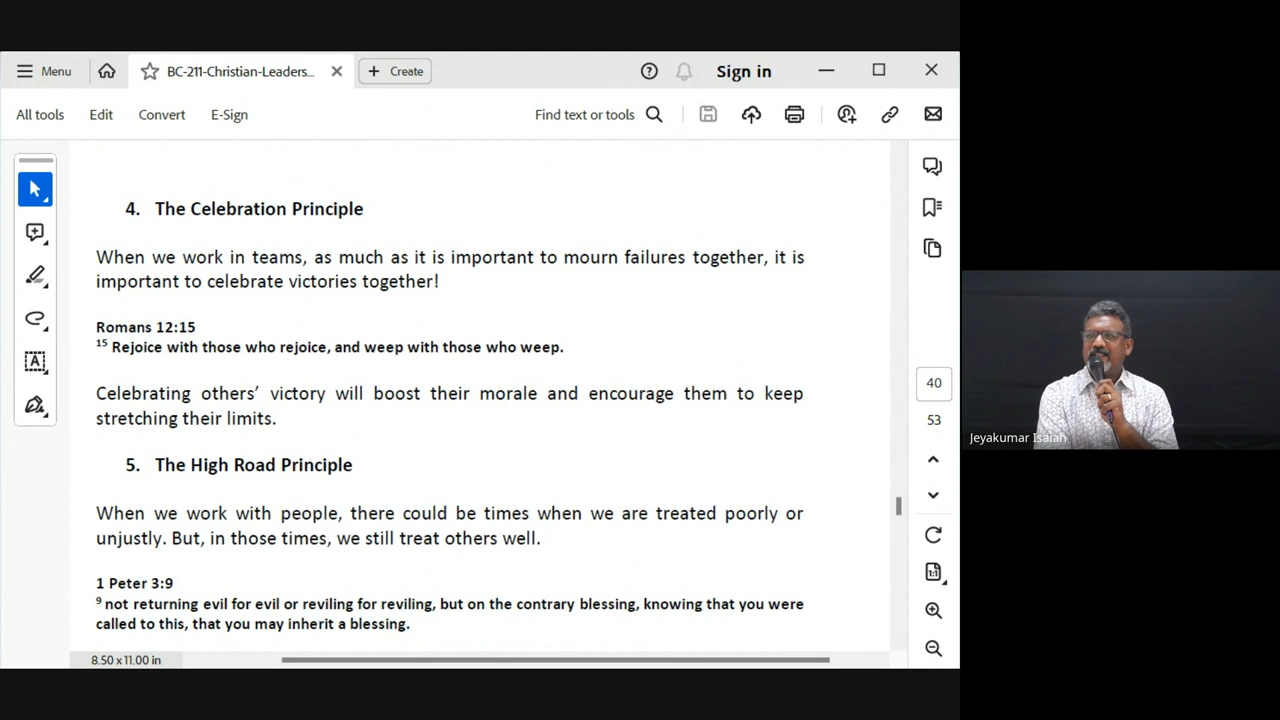 Menu
BC-211-Christian-Leaders...
Create
Sign in
All tools
Edit
Convert
E-Sign
Find text or tools
4. The Celebration Principle
When we work in teams, as much as it is important to mourn failures together, it is
important to celebrate victories together!
Romans 12:15
15 Rejoice with those who rejoice, and weep with those who weep.
Celebrating others’ victory will boost their morale and encourage them to keep
stretching their limits.
5. The High Road Principle
When we work with people, there could be times when we are treated poorly or
unjustly. But, in those times, we still treat others well.
1 Peter 3:9
9 not returning evil for evil or reviling for reviling, but on the contrary blessing, knowing that you were
called to this, that you may inherit a blessing.
8.50 x 11.00 in
40
53
1:1
Jeyakumar Isaiah